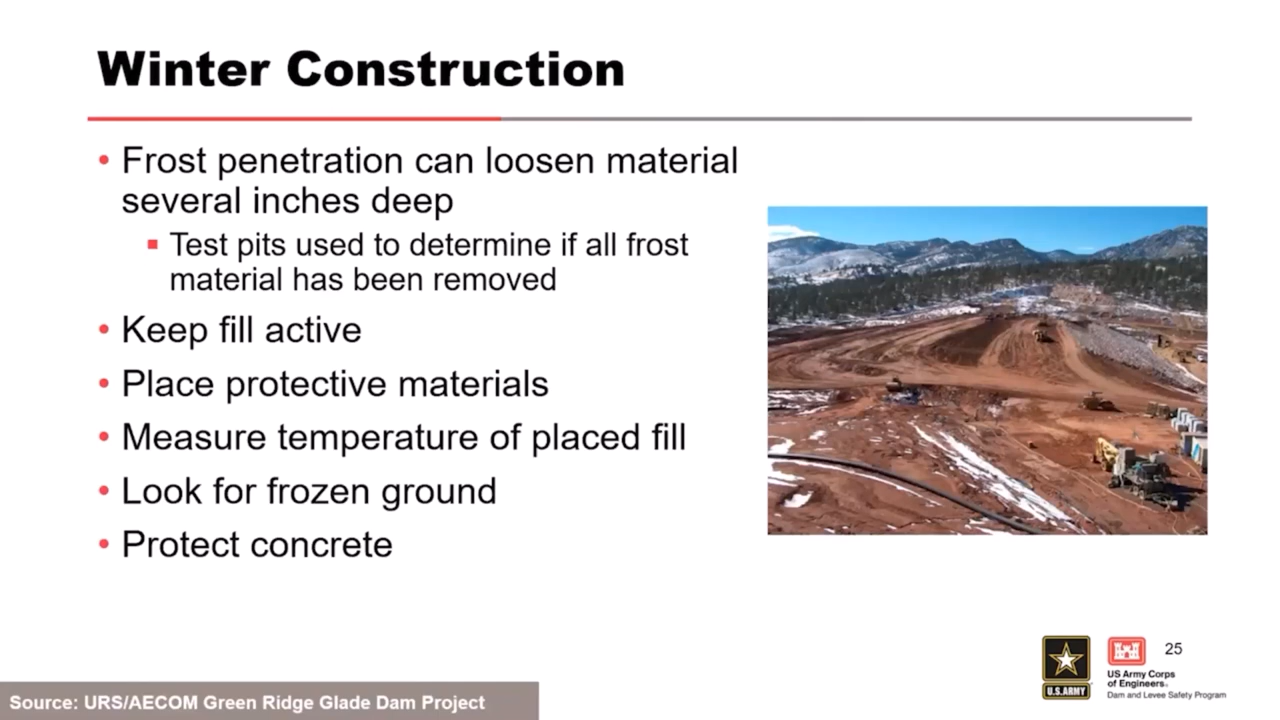 Winter Construction
• Frost penetration can loosen material
several inches deep
▪ Test pits used to determine if all frost
material has been removed
• Keep fill active
• Place protective materials
• Measure temperature of placed fill
• Look for frozen ground
• Protect concrete
25
U.S.ARMY
US Army Corps
of Engineers®
Dam and Levee Safety Program
Source: URS/AECOM Green Ridge Glade Dam Project